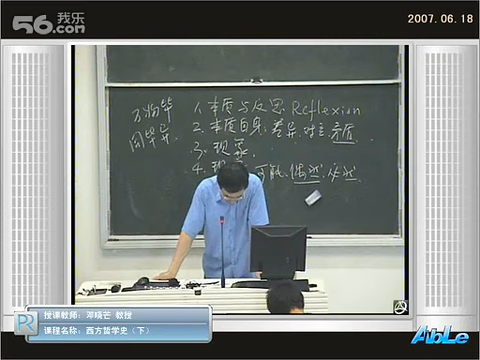 56.com 我乐
2007.06.18
万物毕
同毕异
1. 本质与反思 Reflexion
2. 本质自身, 差异, 对立, 矛盾
3. 现象.
4. 现 可能, 偶然, 必然
授课教师：邓晓芒 教授
课程名称：西方哲学史（下）
AbLe